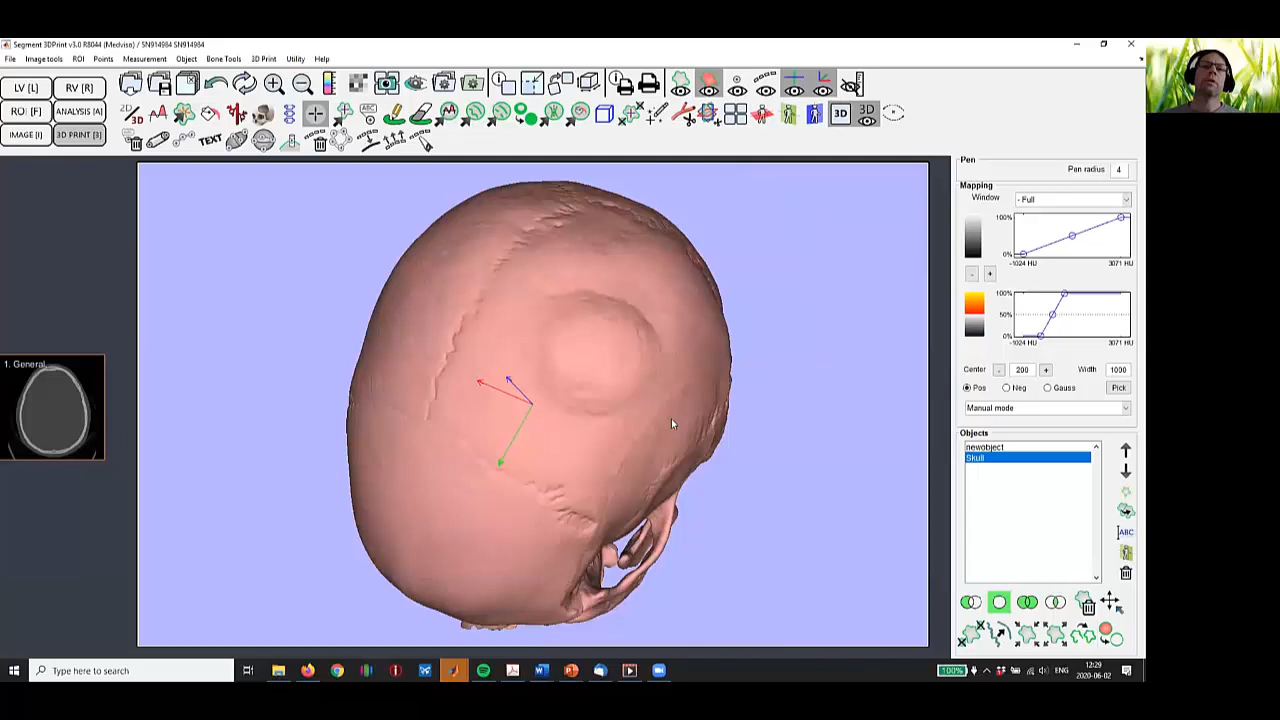 Segment 3DPrint v3.0 R8044 (Medviso) / SN914984 SN914984
File Image tools ROI Points Measurement Object Bone Tools 3D Print Utility Help
LV [L] RV [R]
ROI [F] ANALYSIS [A]
IMAGE [I] 3D PRINT [3]
2D/3D
ABC
3D
3D
TEXT
1. General
Pen
Pen radius 4
Mapping
Window - Full
100%
0%
-1024 HU 3071 HU
- +
100%
50%
0%
-1024 HU 3071 HU
Center - 200 + Width 1000
Pos Neg Gauss Pick
Manual mode
Objects
newobject
Skull
ABC
Type here to search
100% ENG 12:29
2020-06-02